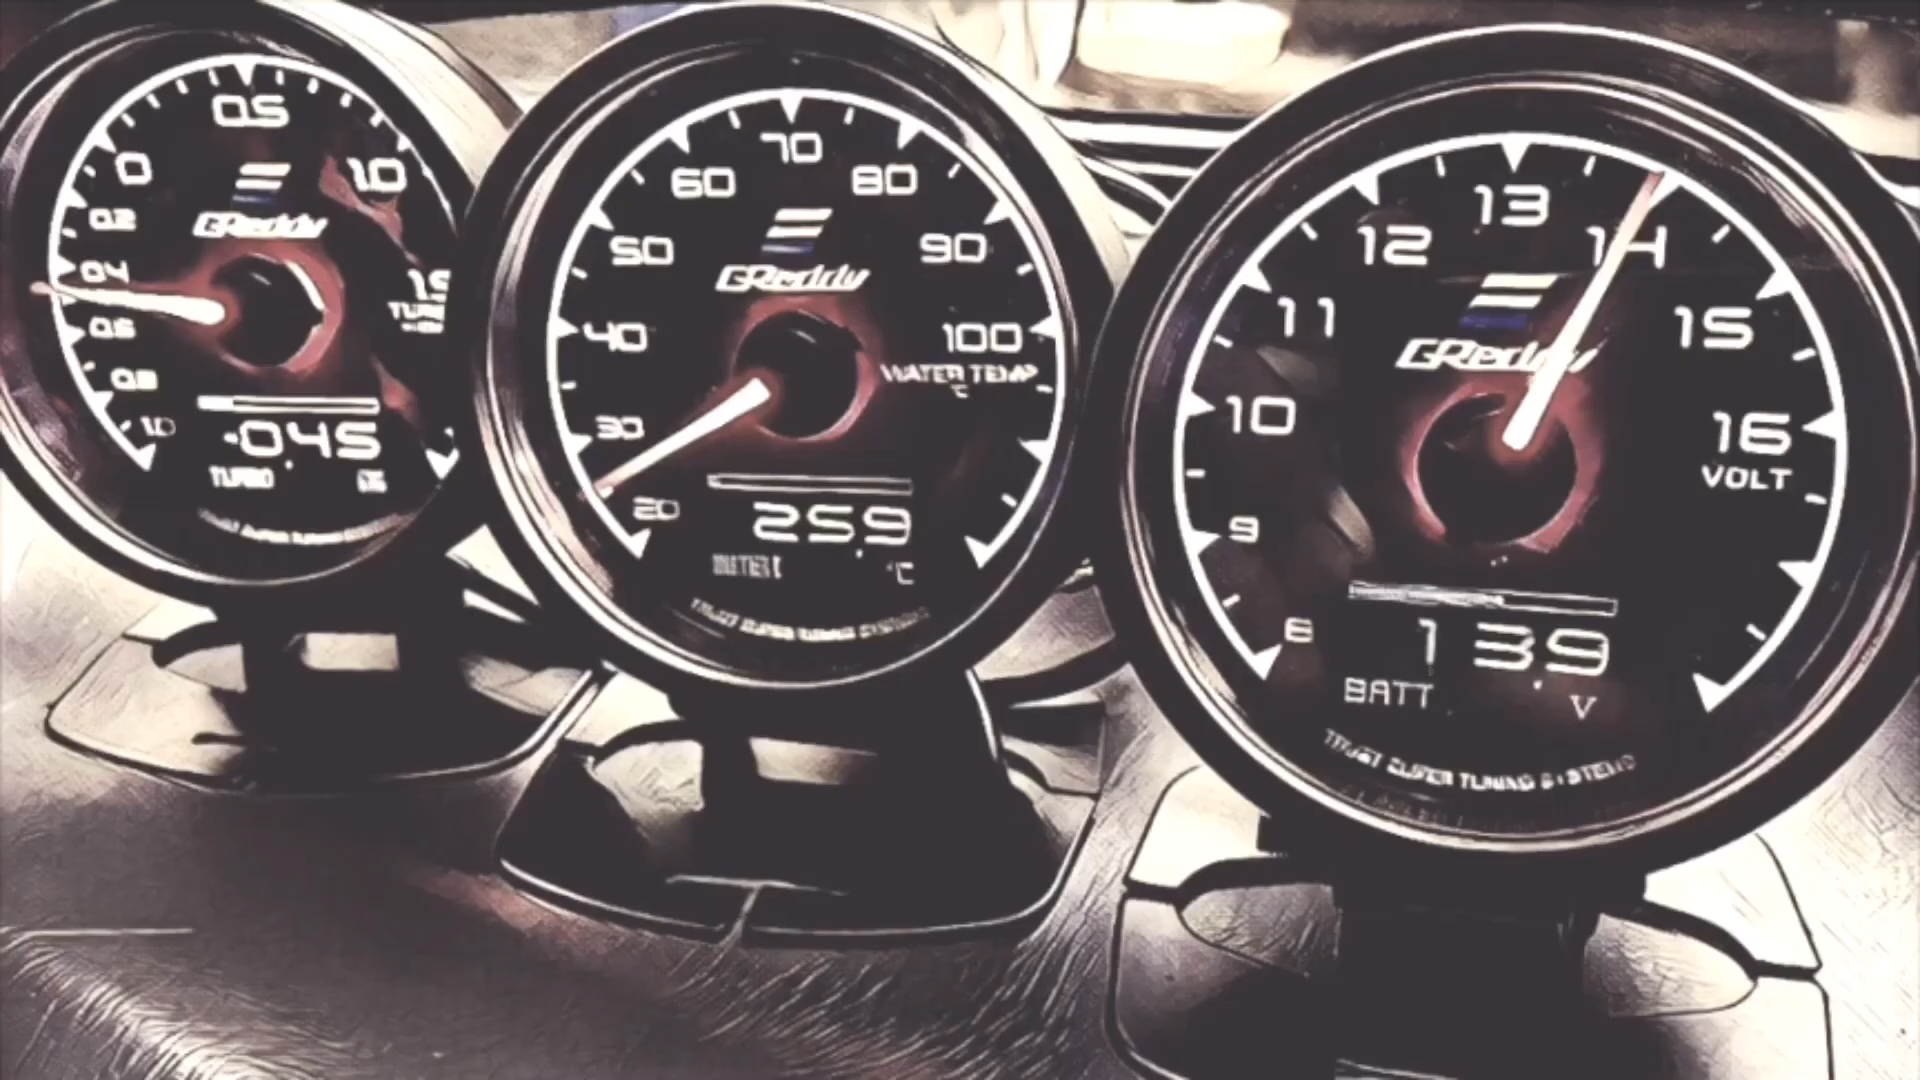 0.5
0
1.0
0.2
0.4
0.6
0.8
1.0
GReddy
-0.45
TURBO
70
60
80
50
90
40
100
30
20
GReddy
WATER TEMP
°C
25.9
°C
TRUST SUPER TUNING SYSTEMS
13
12
14
11
15
10
16
9
8
GReddy
VOLT
13.9
BATT
V
TRUST SUPER TUNING SYSTEMS